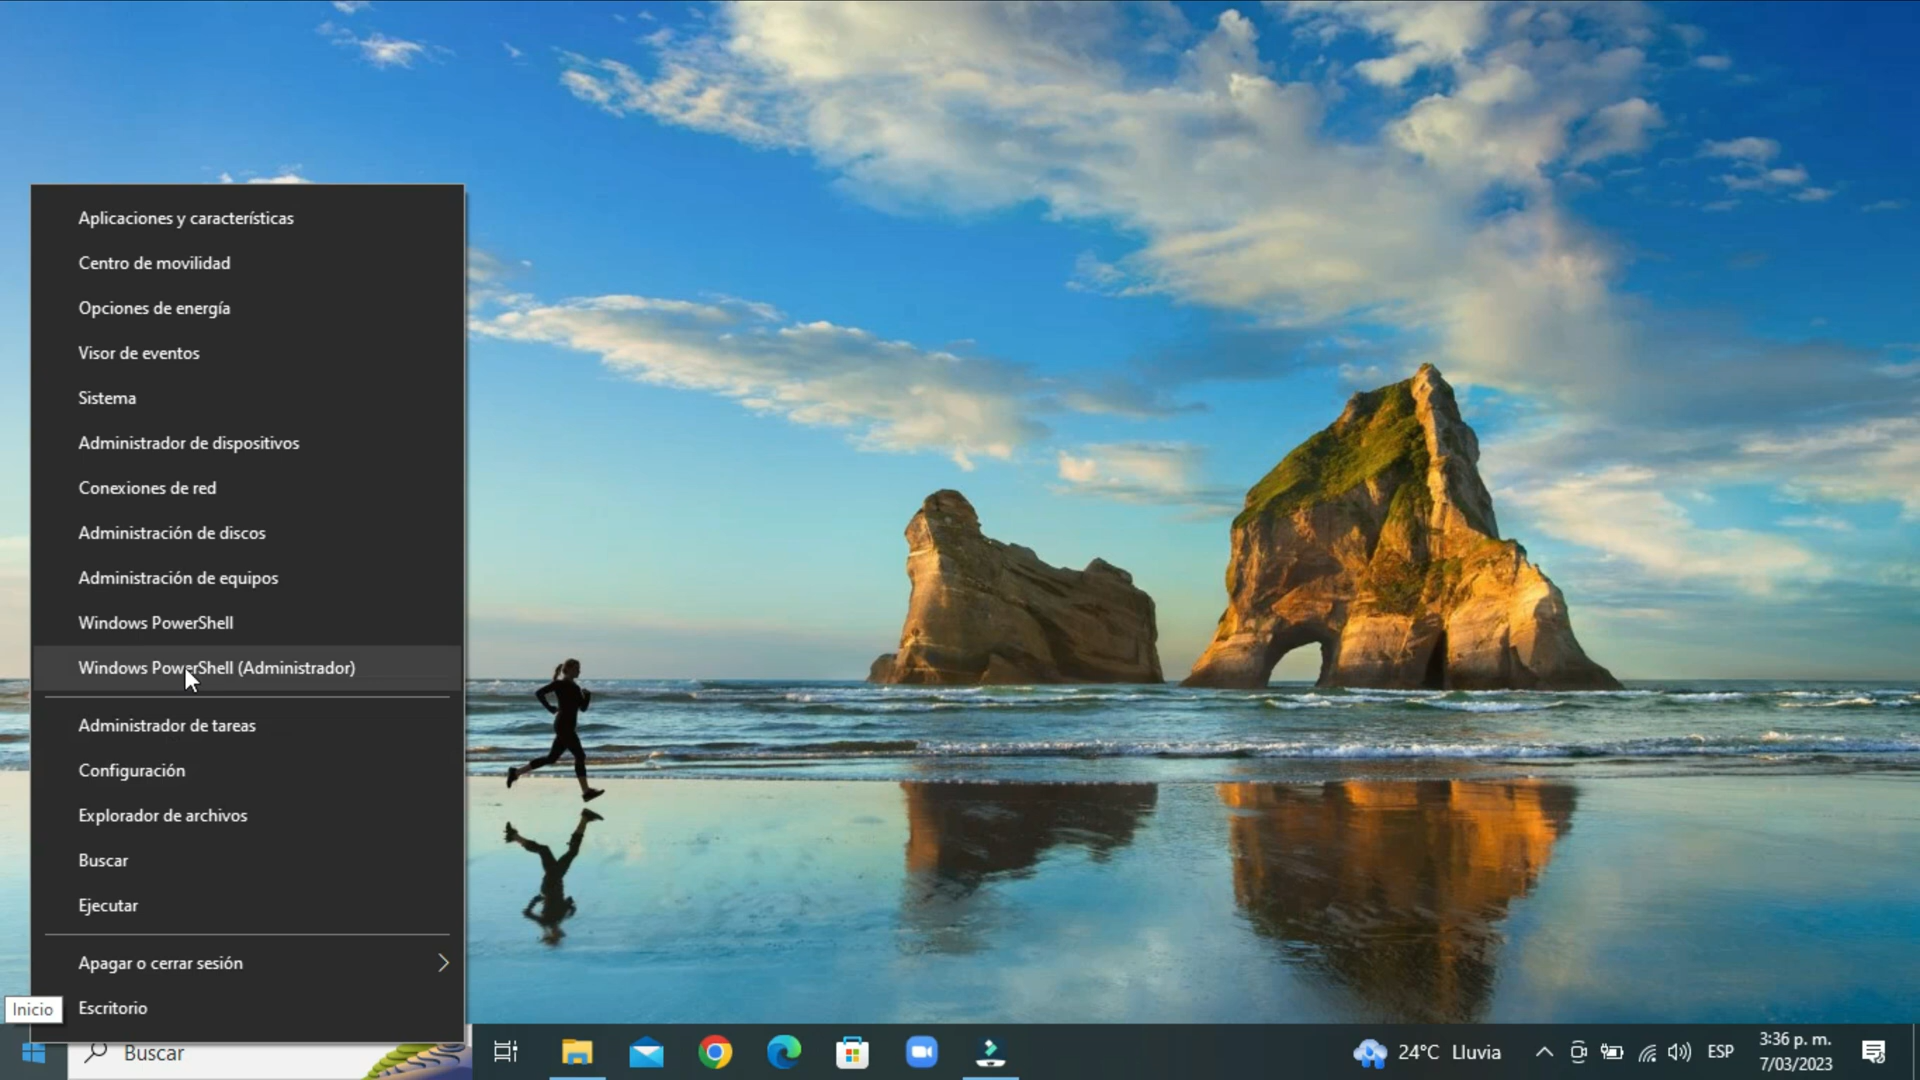 Aplicaciones y características
Centro de movilidad
Opciones de energía
Visor de eventos
Sistema
Administrador de dispositivos
Conexiones de red
Administración de discos
Administración de equipos
Windows PowerShell
Windows PowerShell (Administrador)
Administrador de tareas
Configuración
Explorador de archivos
Buscar
Ejecutar
Apagar o cerrar sesión
Escritorio
Inicio
Buscar
24°C Lluvia
ESP
3:36 p. m.
7/03/2023